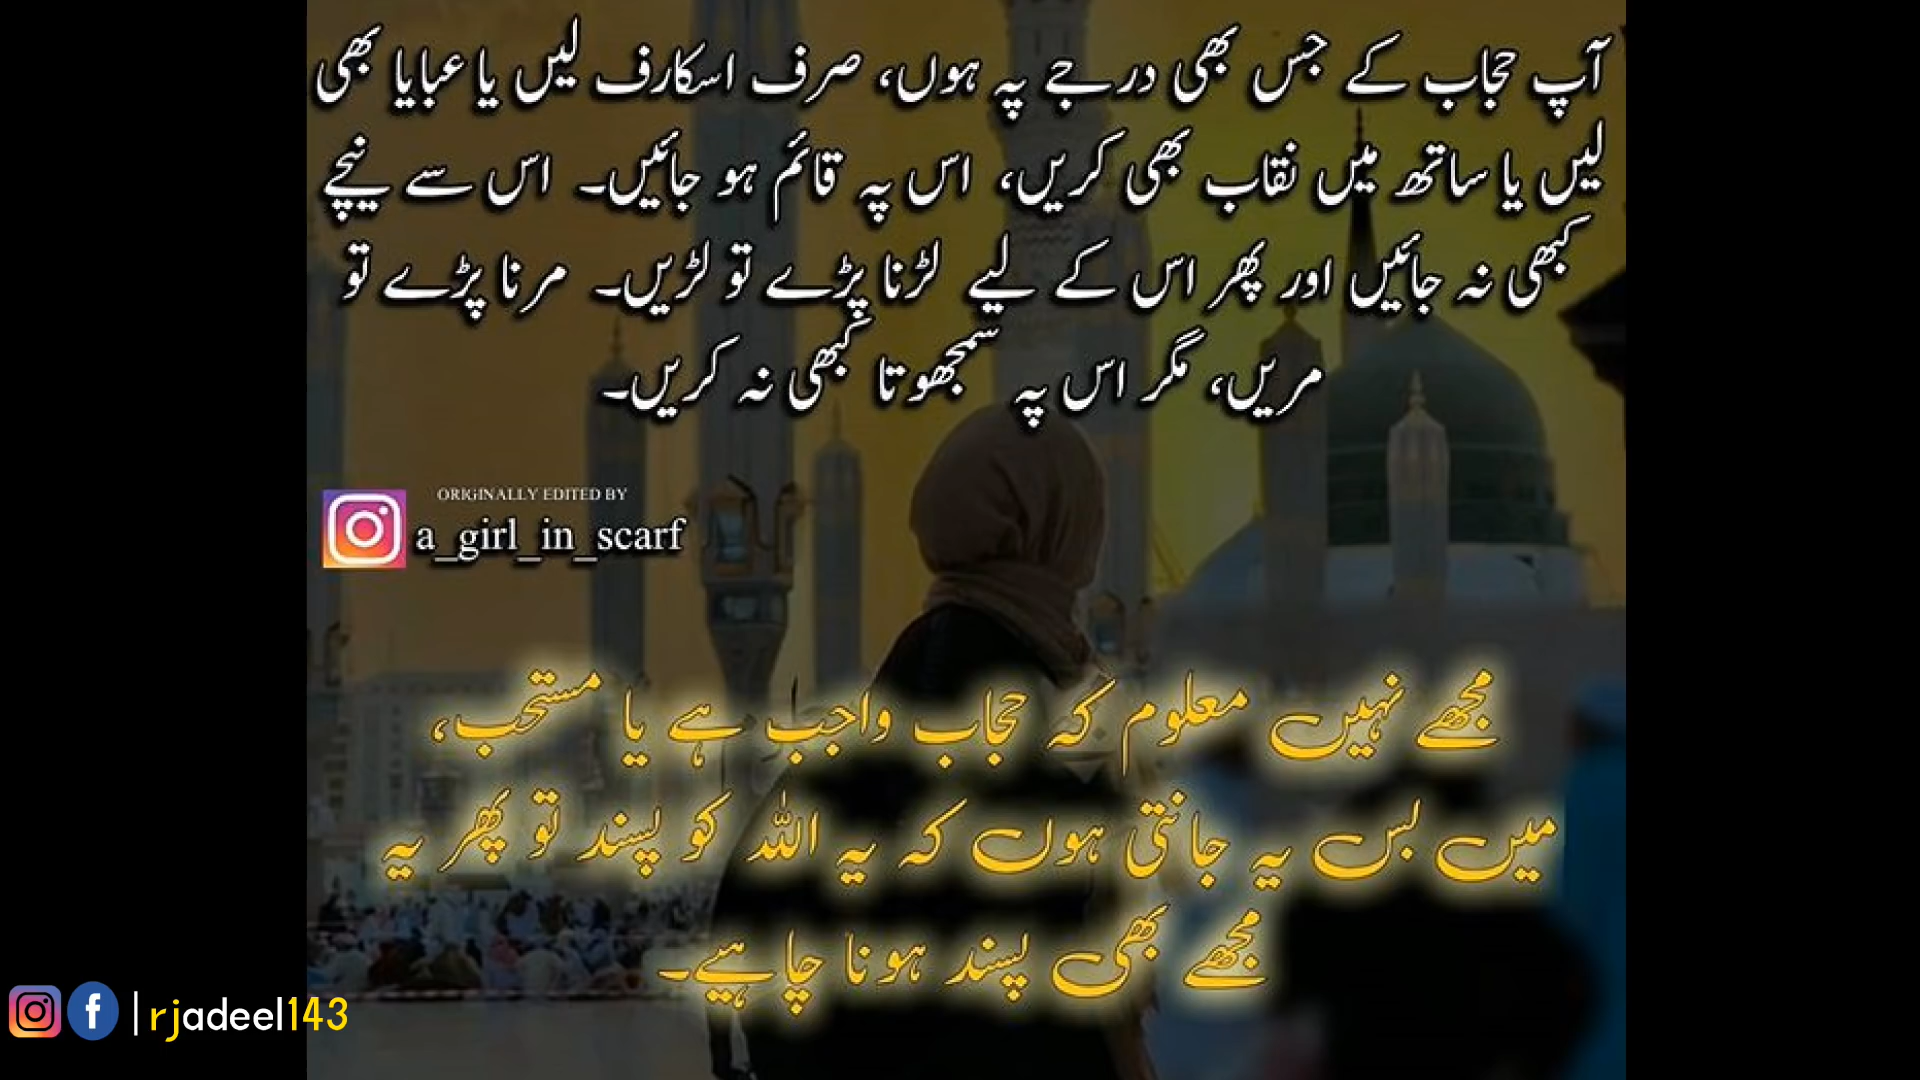 آپ حجاب کے جس بھی درجے پہ ہوں، صرف اسکارف لیں یا عبایا بھی
لیں یا ساتھ میں نقاب بھی کریں، اس پہ قائم ہو جائیں۔ اس سے نیچے
کبھی نہ جائیں اور پھر اس کے لیے لڑنا پڑے تو لڑیں۔ مرنا پڑے تو
مریں، مگر اس پہ سمجھوتا کبھی نہ کریں۔
ORIGINALLY EDITED BY
a_girl_in_scarf
مجھے نہیں معلوم کہ حجاب واجب ہے یا مستحب،
میں بس یہ جانتی ہوں کہ یہ اللہ کو پسند تو پھر یہ
مجھے بھی پسند ہونا چاہیے۔
|rjadeel143